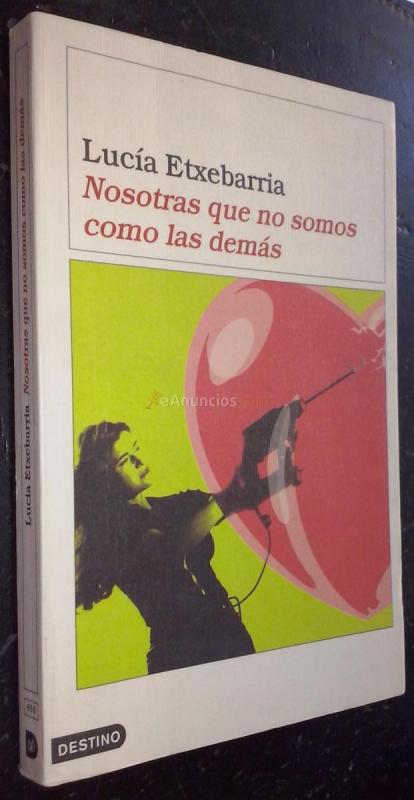 Lucía Etxebarria
Nosotras que no somos
como las demás
eAnuncios.com
DESTINO
Lucía Etxebarria Nosotras que no somos como las demás